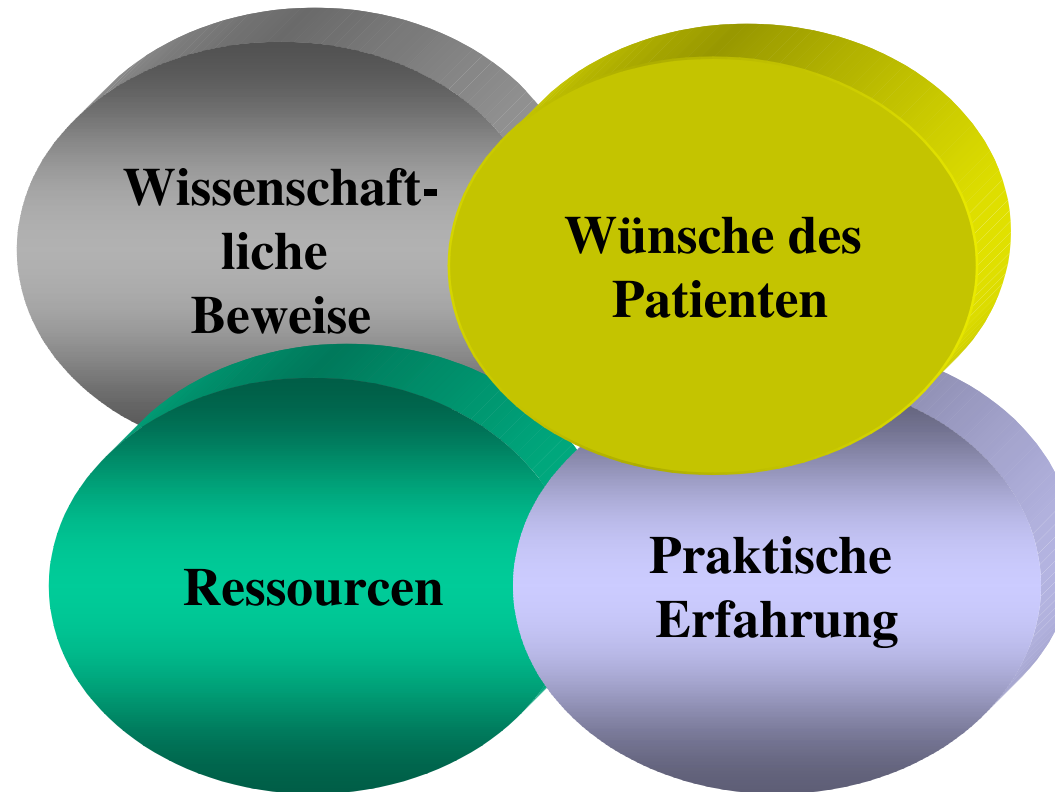 Wissenschaft-
liche
Beweise
Wünsche des
Patienten
Ressourcen
Praktische
Erfahrung